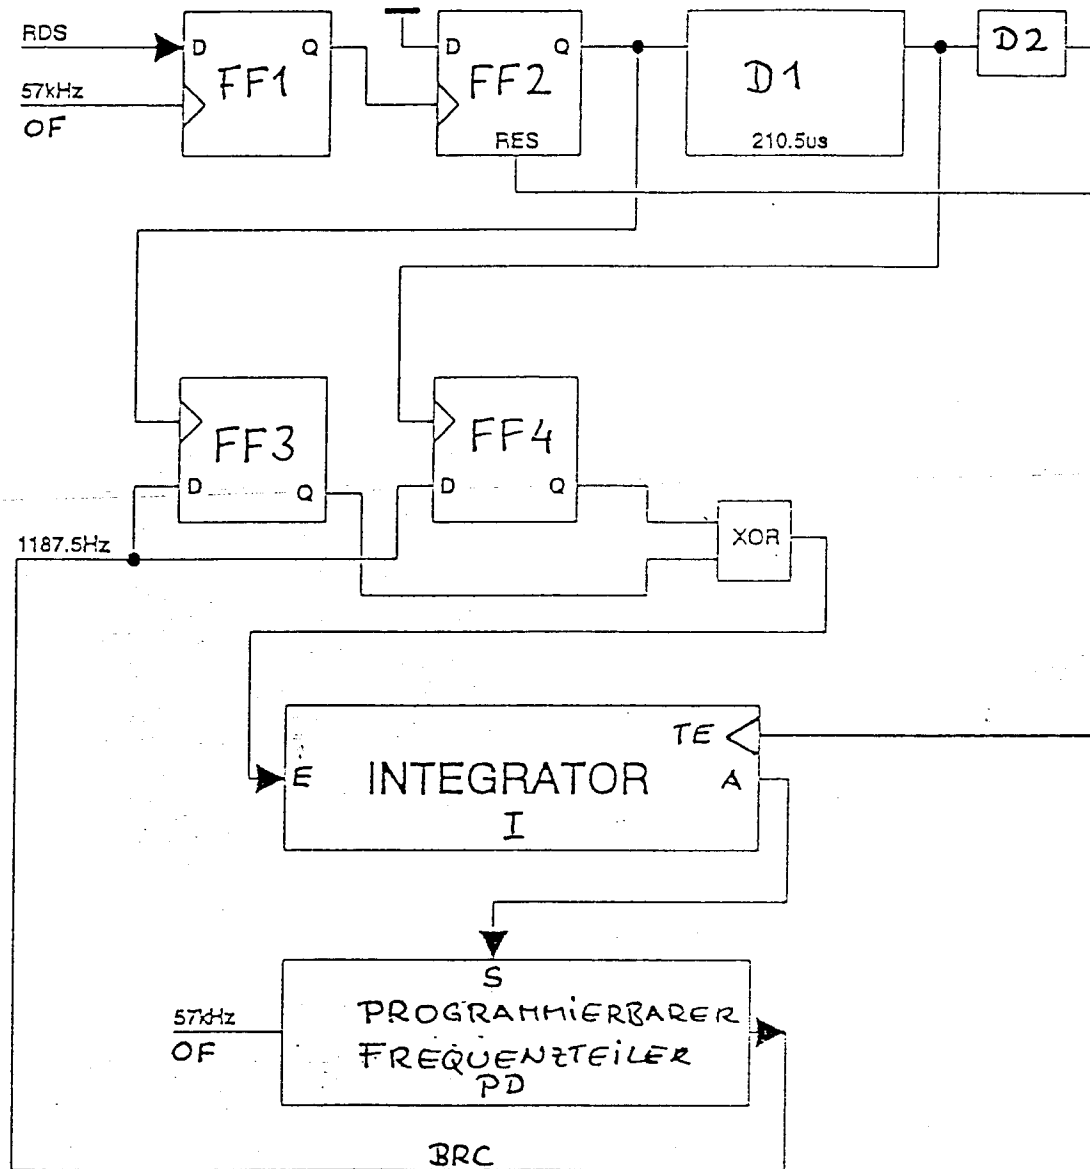 RDS
D Q
FF1
57kHz
OF
D Q
FF2
RES
D1
210.5us
D2
FF3
D Q
FF4
D Q
1187.5Hz
XOR
TE
E INTEGRATOR A
I
S
57kHz
OF
PROGRAMMiERBARER
FREQUENZTEiLER
PD
BRC